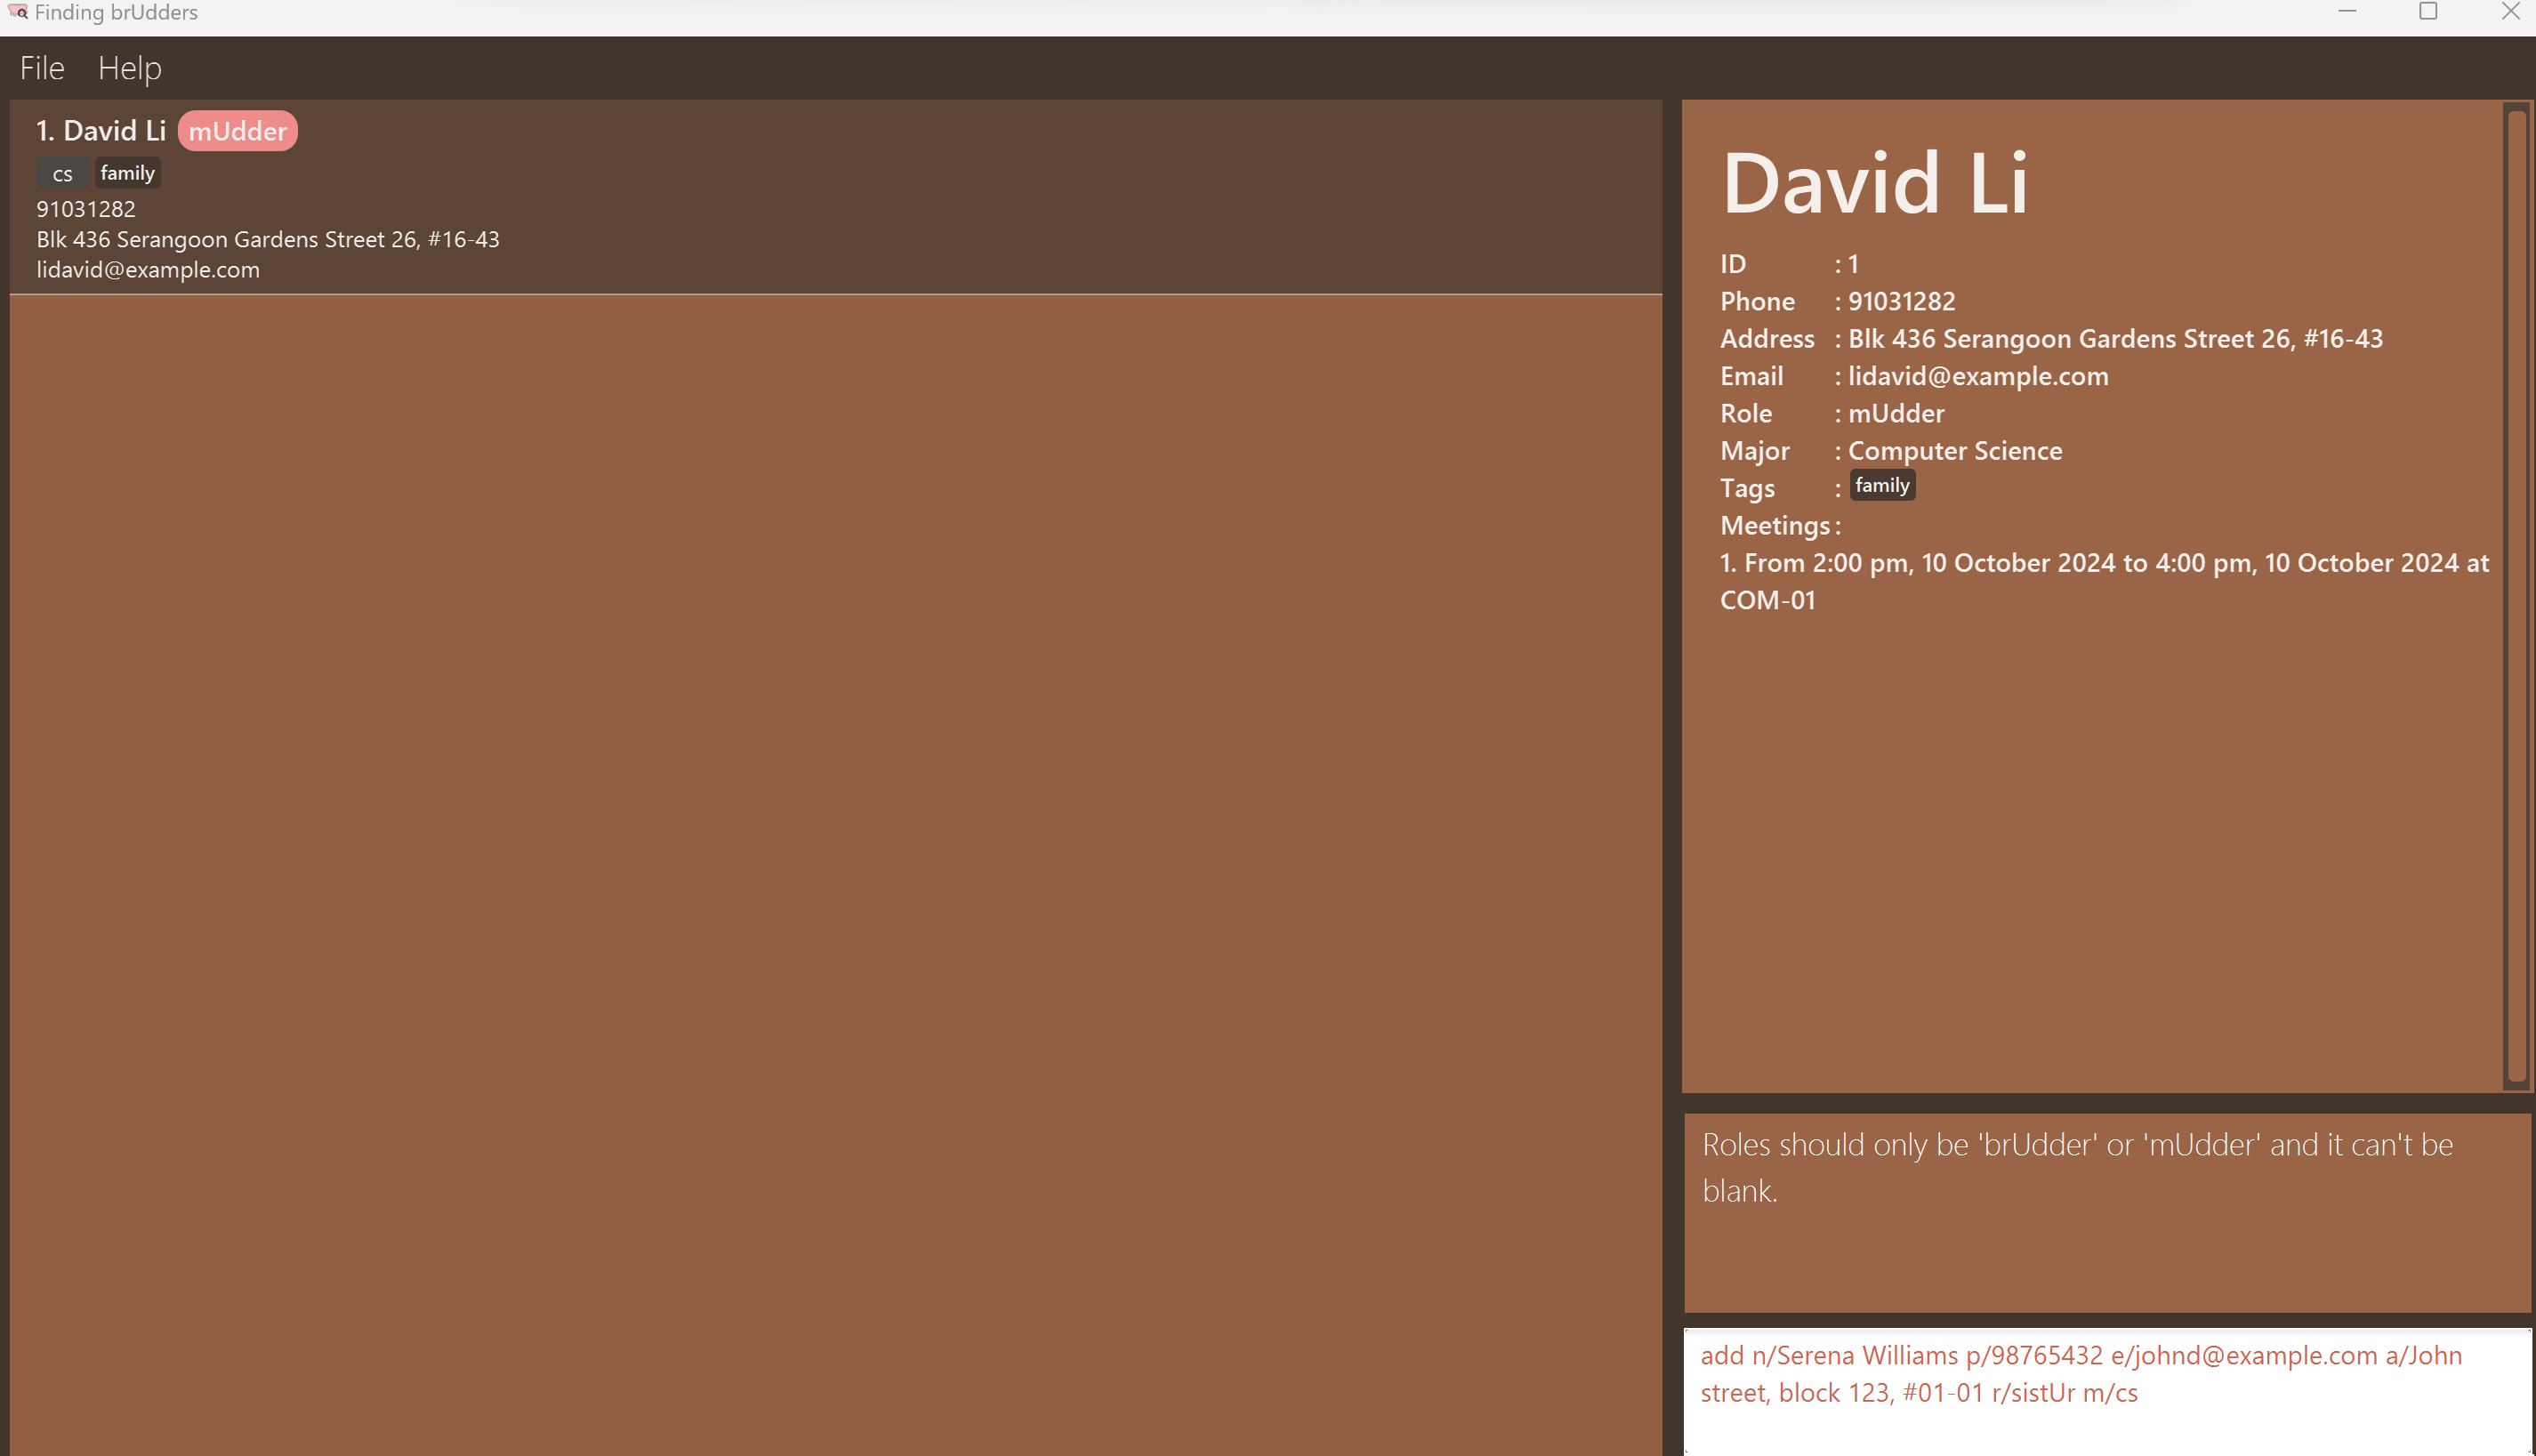 Finding brUdders
File Help
1. David Li mUdder
cs family
91031282
Blk 436 Serangoon Gardens Street 26, #16-43
lidavid@example.com
David Li
ID : 1
Phone : 91031282
Address : Blk 436 Serangoon Gardens Street 26, #16-43
Email : lidavid@example.com
Role : mUdder
Major : Computer Science
Tags : family
Meetings :
1. From 2:00 pm, 10 October 2024 to 4:00 pm, 10 October 2024 at
COM-01
Roles should only be 'brUdder' or 'mUdder' and it can't be
blank.
add n/Serena Williams p/98765432 e/johnd@example.com a/John
street, block 123, #01-01 r/sistUr m/cs